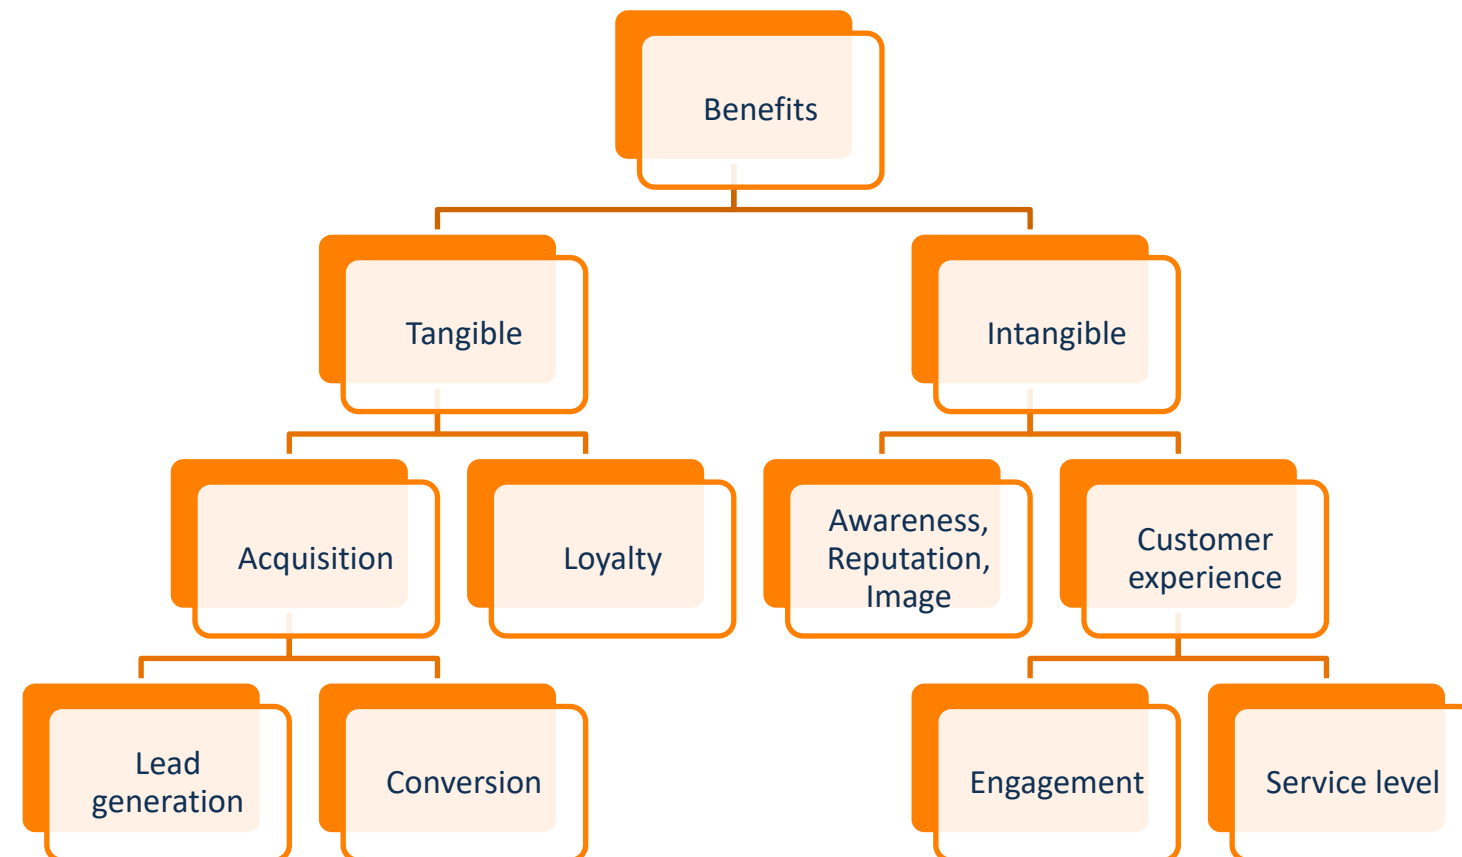 Benefits
Tangible
Intangible
Acquisition
Loyalty
Awareness,
Reputation,
Image
Customer
experience
Lead
generation
Conversion
Engagement
Service level